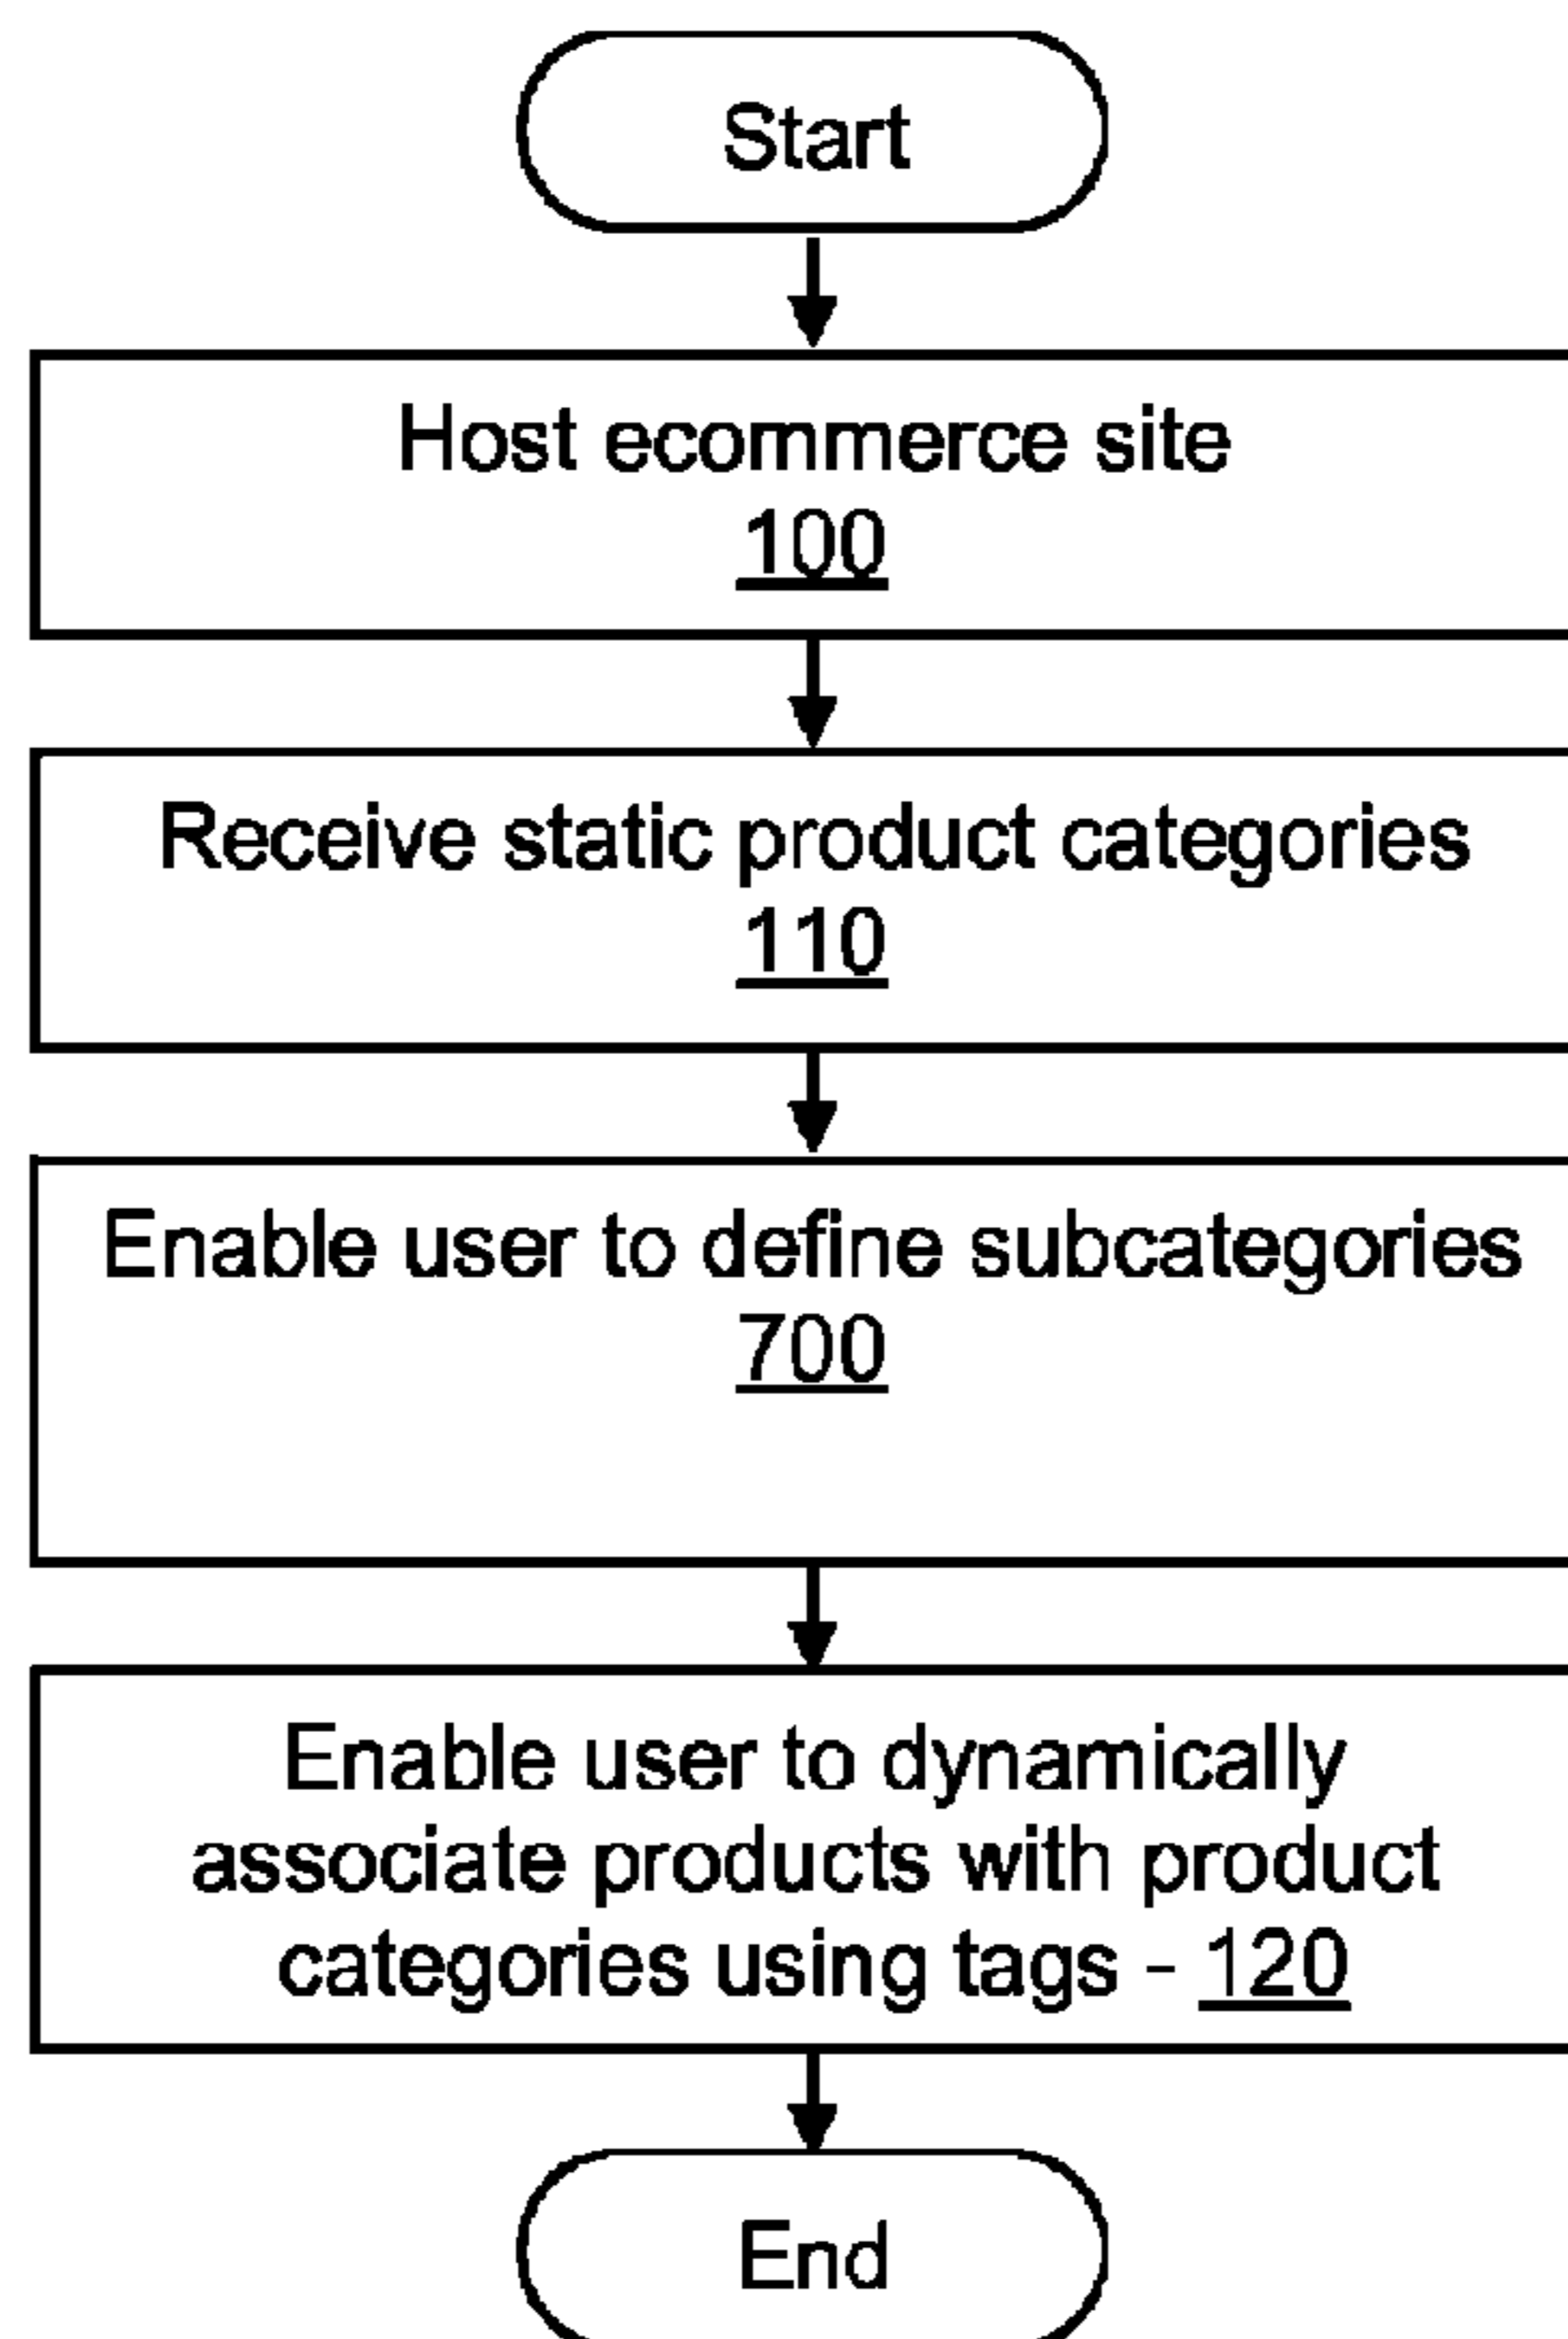 Start
Host ecommerce site
100
Receive static product categories
110
Enable user to define subcategories
700
Enable user to dynamically
associate products with product
categories using tags - 120
End